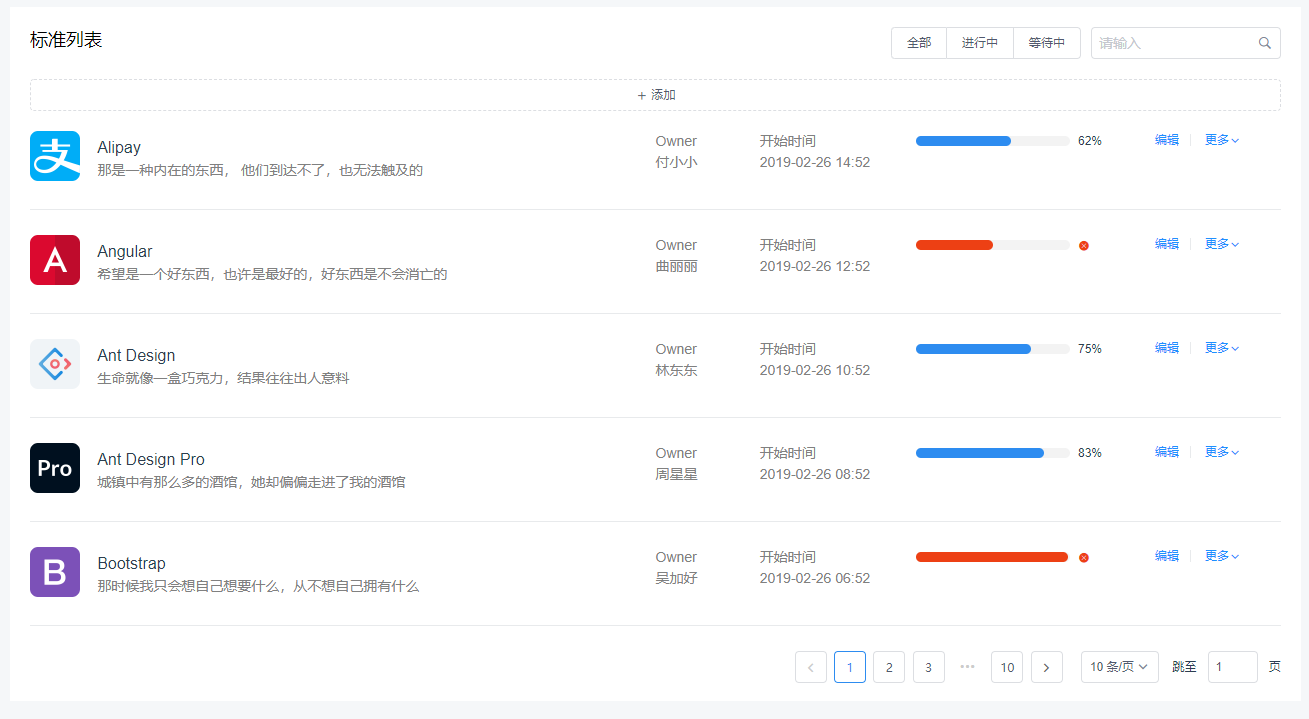 标准列表
全部 进行中 等待中 请输入
+ 添加
支
Alipay
那是一种内在的东西， 他们到达不了，也无法触及的
Owner
付小小
开始时间
2019-02-26 14:52
62%
编辑 更多
A
Angular
希望是一个好东西，也许是最好的，好东西是不会消亡的
Owner
曲丽丽
开始时间
2019-02-26 12:52
编辑 更多
Ant Design
生命就像一盒巧克力，结果往往出人意料
Owner
林东东
开始时间
2019-02-26 10:52
75%
编辑 更多
Pro
Ant Design Pro
城镇中有那么多的酒馆，她却偏偏走进了我的酒馆
Owner
周星星
开始时间
2019-02-26 08:52
83%
编辑 更多
B
Bootstrap
那时候我只会想自己想要什么，从不想自己拥有什么
Owner
吴加好
开始时间
2019-02-26 06:52
编辑 更多
1 2 3 ••• 10 10 条/页 跳至 1 页